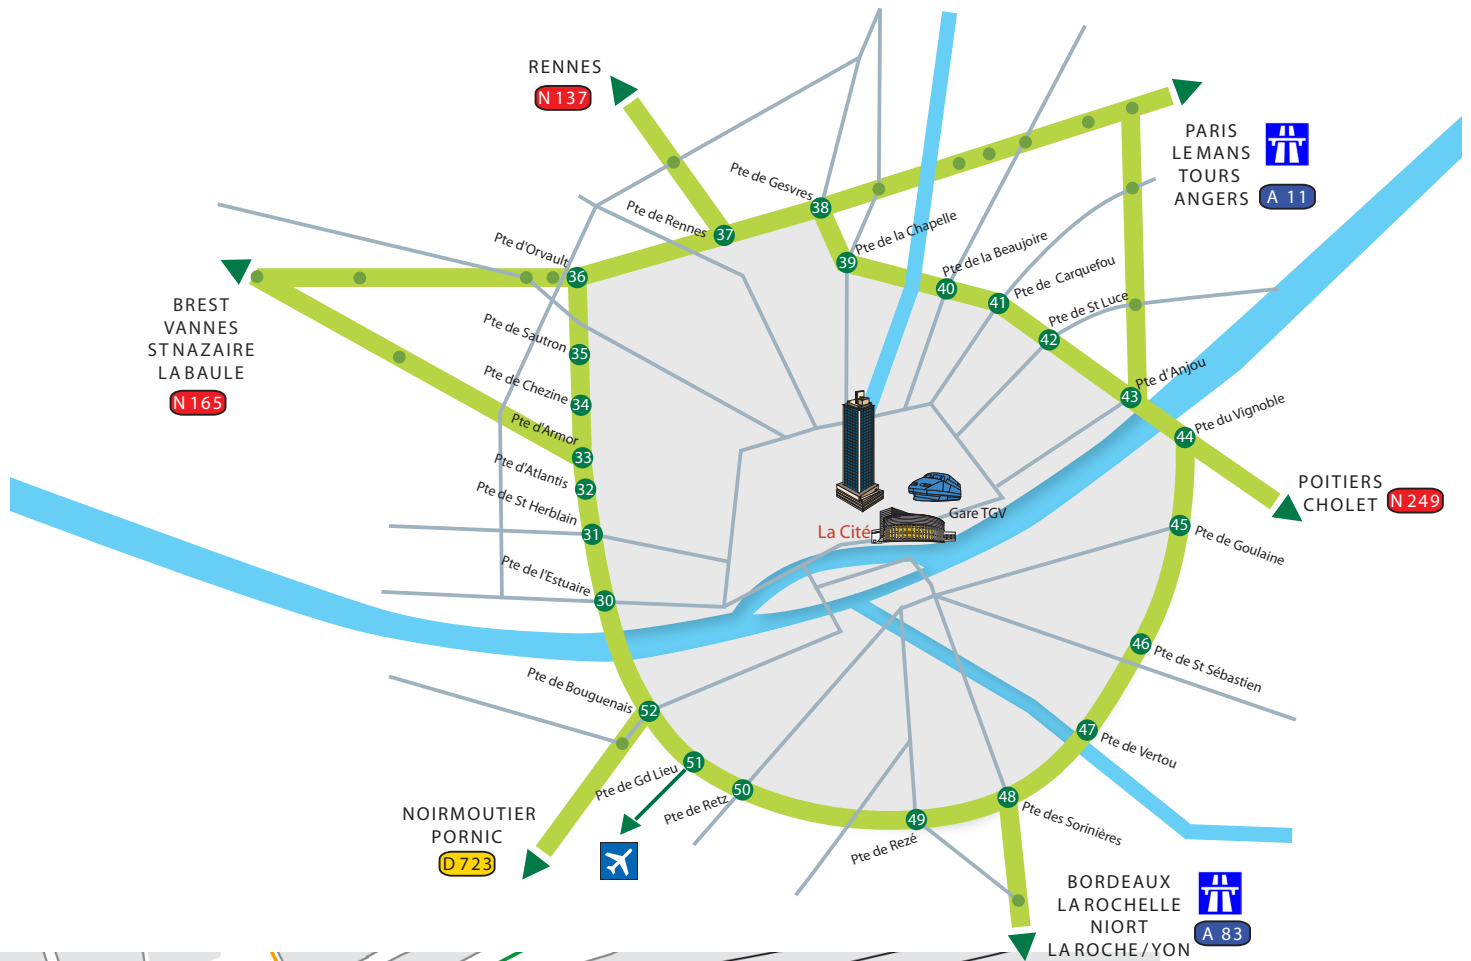 RENNES
N 137
PARIS
LE MANS
TOURS
ANGERS
A 11
BREST
VANNES
ST NAZAIRE
LA BAULE
N 165
POITIERS
CHOLET
N 249
NOIRMOUTIER
PORNIC
D 723
BORDEAUX
LA ROCHELLE
NIORT
LA ROCHE/YON
A 83
Pte de Gesvres
38
Pte de Rennes
37
Pte d'Orvault
36
Pte de la Chapelle
39
Pte de la Beaujoire
40
Pte de Carquefou
41
Pte de St Luce
42
Pte d'Anjou
43
Pte du Vignoble
44
Pte de Goulaine
45
Pte de St Sébastien
46
Pte de Vertou
47
Pte des Sorinières
48
Pte de Rezé
49
Pte de Retz
50
Pte de Gd Lieu
51
Pte de Bouguenais
52
Pte de l'Estuaire
30
Pte de St Herblain
31
Pte d'Atlantis
32
Pte d'Armor
33
Pte de Chezine
34
Pte de Sautron
35
Gare TGV
La Cité